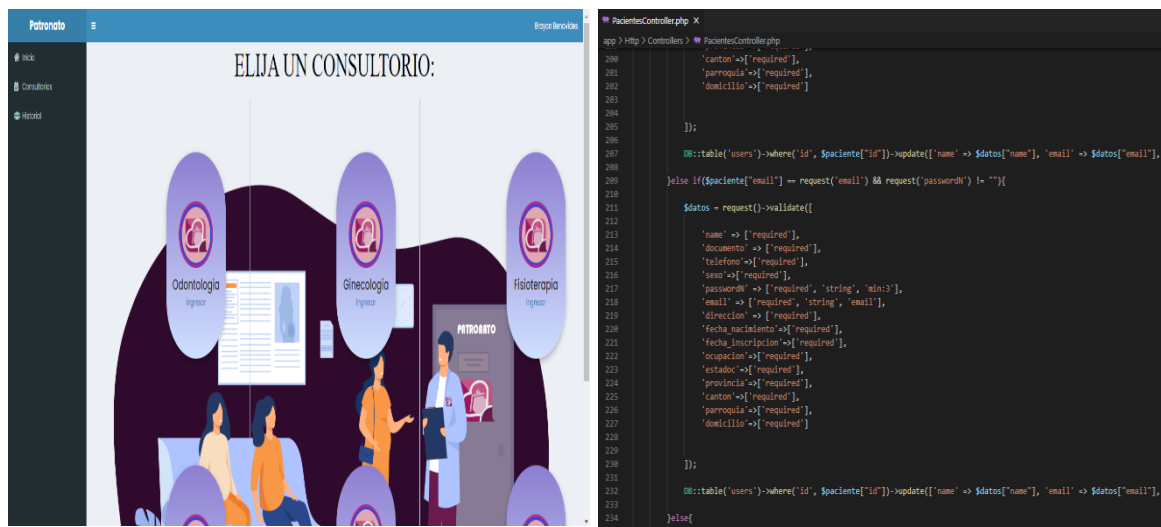 Patronato
≡
Brayan Benavides
Inicio
Consultorios
Historial
ELIJA UN CONSULTORIO:
Odontologia
Ingresar
Ginecologia
Ingresar
Fisioterapia
Ingresar
PATRONATO
PacientesController.php X
app > Http > Controllers > PacientesController.php
200 'canton'=>['required'],
201 'parroquia'=>['required'],
202 'domicilio'=>['required']
203
204
205 ]);
206
207 DB::table('users')->where('id', $paciente["id"])->update(['name' => $datos["name"], 'email' => $datos["email"],
208
209 }else if($paciente["email"] == request('email') && request('passwordN') != ""){
210
211 $datos = request()->validate([
212
213 'name' => ['required'],
214 'documento' => ['required'],
215 'telefono'=>['required'],
216 'sexo'=>['required'],
217 'passwordN' => ['required', 'string', 'min:3'],
218 'email' => ['required', 'string', 'email'],
219 'direccion' => ['required'],
220 'fecha_nacimiento'=>['required'],
221 'fecha_inscripcion'=>['required'],
222 'ocupacion'=>['required'],
223 'estadoc'=>['required'],
224 'provincia'=>['required'],
225 'canton'=>['required'],
226 'parroquia'=>['required'],
227 'domicilio'=>['required']
228
229
230 ]);
231
232 DB::table('users')->where('id', $paciente["id"])->update(['name' => $datos["name"], 'email' => $datos["email"],
233
234 }else{